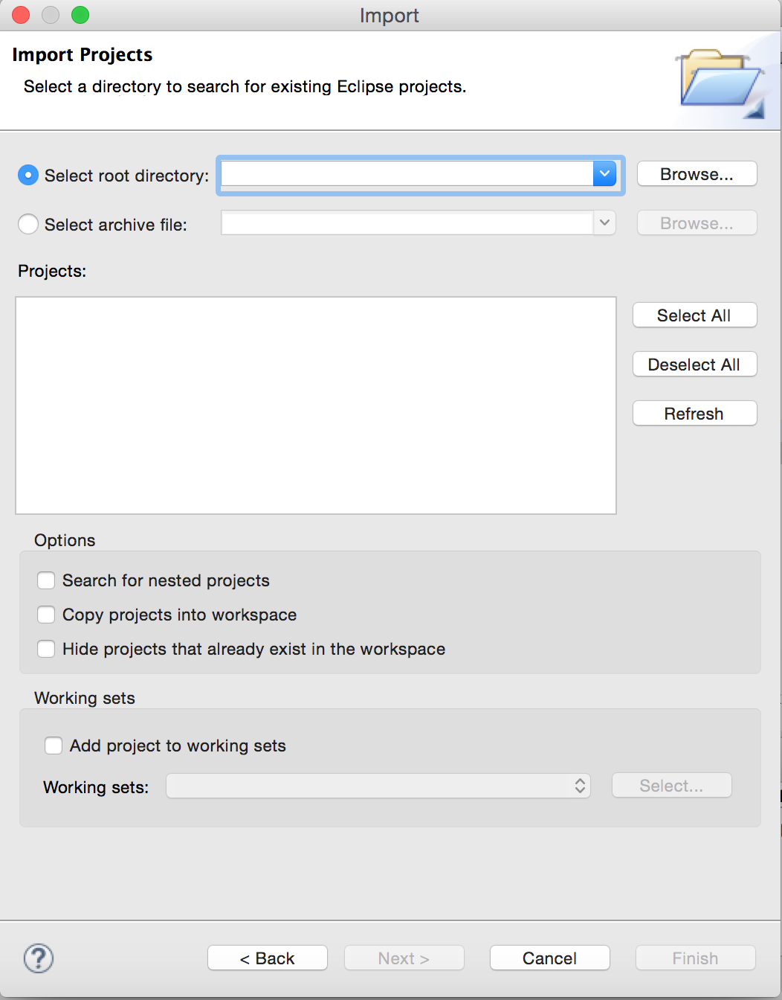 Import
Import Projects
Select a directory to search for existing Eclipse projects.
Select root directory:
Browse...
Select archive file:
Browse...
Projects:
Select All
Deselect All
Refresh
Options
Search for nested projects
Copy projects into workspace
Hide projects that already exist in the workspace
Working sets
Add project to working sets
Working sets:
Select...
?
< Back
Next >
Cancel
Finish